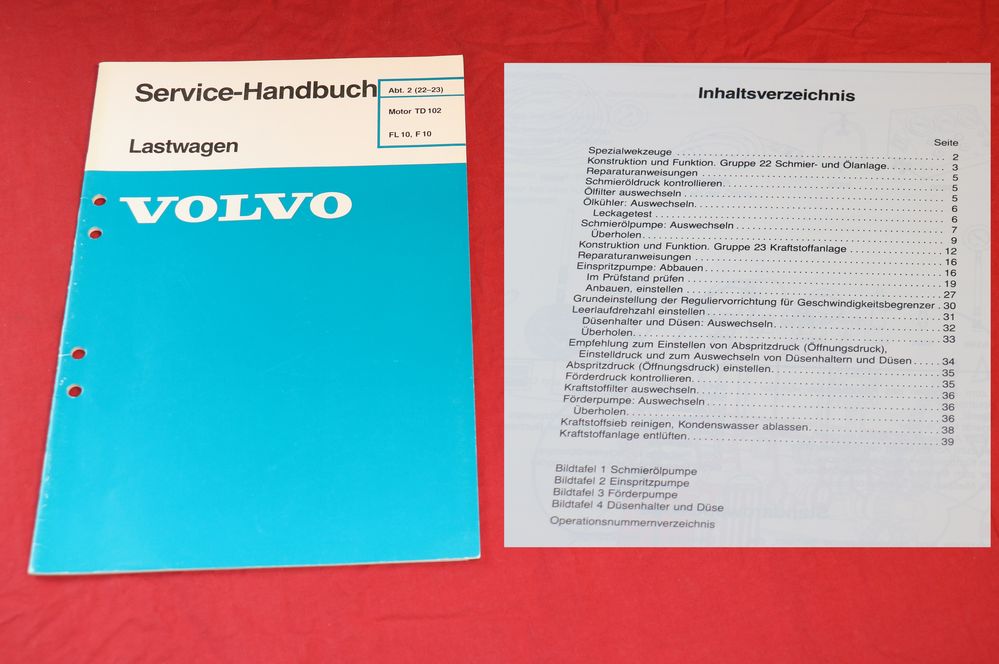 Service-Handbuch
Abt. 2 (22–23)
Motor TD 102
FL 10, F 10
Lastwagen
VOLVO
Inhaltsverzeichnis
Seite
Spezialwekzeuge 2
Konstruktion und Funktion. Gruppe 22 Schmier- und Ölanlage. 3
Reparaturanweisungen 5
Schmieröldruck kontrollieren. 5
Ölfilter auswechseln 5
Ölkühler: Auswechseln. 6
Leckagetest 6
Schmierölpumpe: Auswechseln 7
Überholen. 9
Konstruktion und Funktion. Gruppe 23 Kraftstoffanlage 12
Reparaturanweisungen 16
Einspritzpumpe: Abbauen 16
Im Prüfstand prüfen 19
Anbauen, einstellen 27
Grundeinstellung der Reguliervorrichtung für Geschwindigkeitsbegrenzer . 30
Leerlaufdrehzahl einstellen 31
Düsenhalter und Düsen: Auswechseln. 32
Überholen. 33
Empfehlung zum Einstellen von Abspritzdruck (Öffnungsdruck),
Einstelldruck und zum Auswechseln von Düsenhaltern und Düsen 34
Abspritzdruck (Öffnungsdruck) einstellen. 35
Förderdruck kontrollieren. 35
Kraftstoffilter auswechseln. 36
Förderpumpe: Auswechseln 36
Überholen. 36
Kraftstoffsieb reinigen, Kondenswasser ablassen. 38
Kraftstoffanlage entlüften. 39
Bildtafel 1 Schmierölpumpe
Bildtafel 2 Einspritzpumpe
Bildtafel 3 Förderpumpe
Bildtafel 4 Düsenhalter und Düse
Operationsnummernverzeichnis